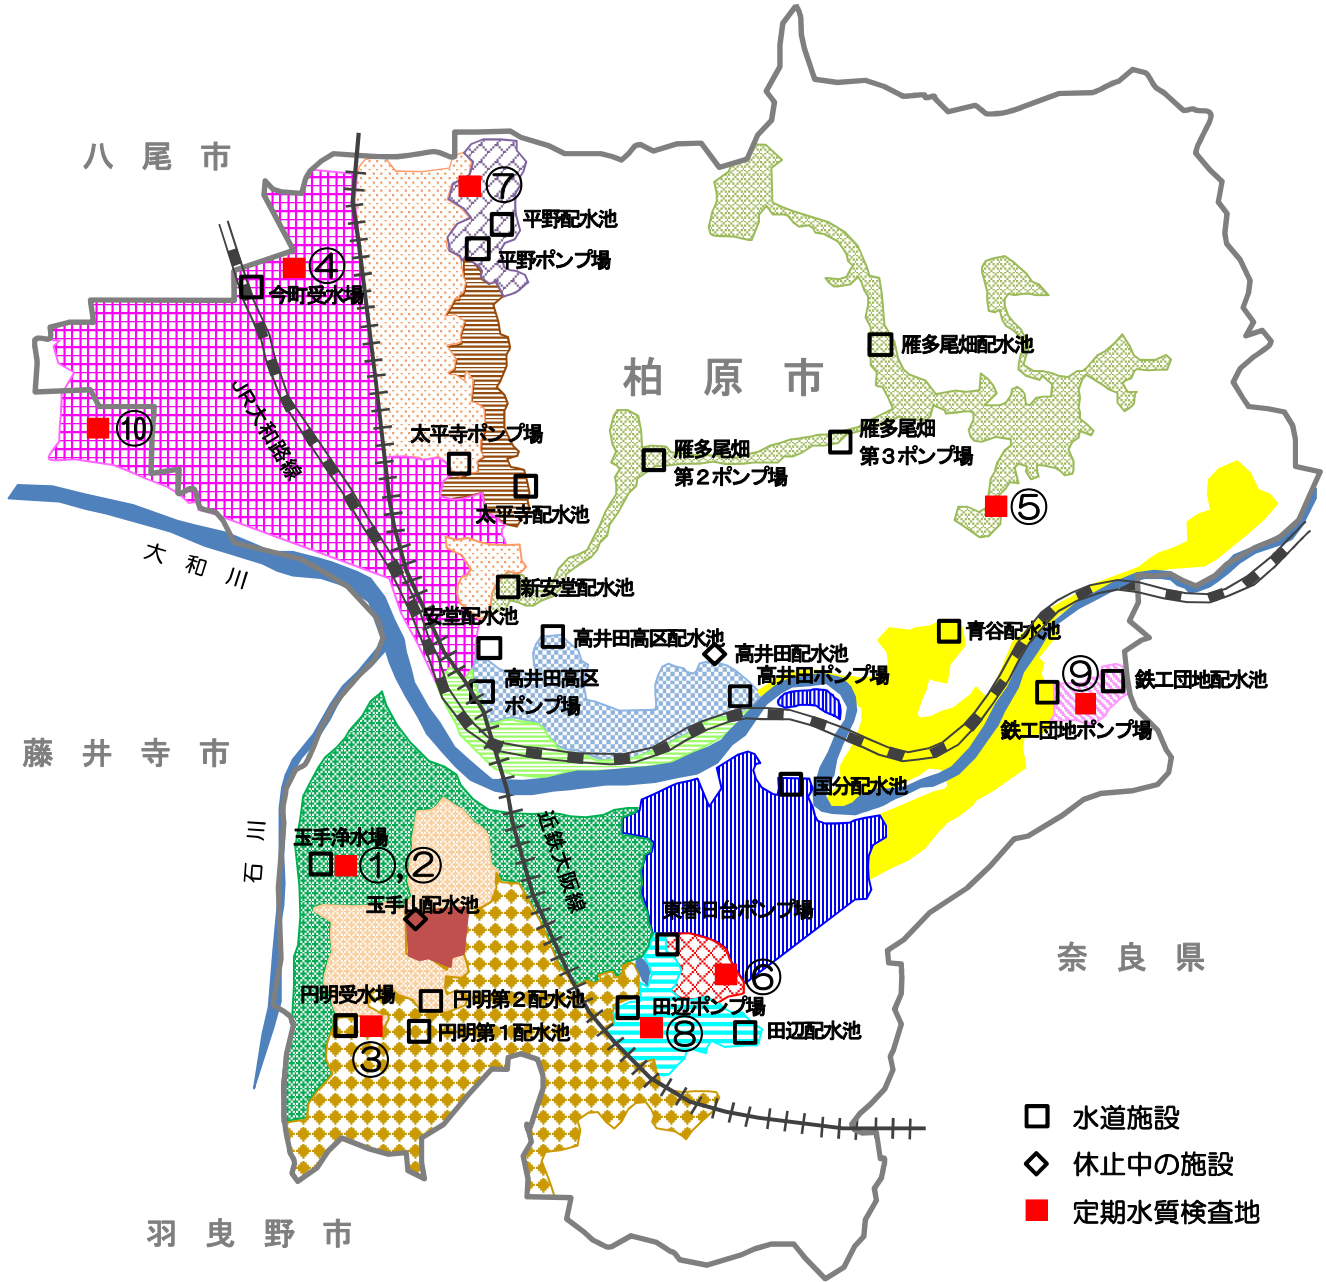 八尾市
⑦
平野配水池
平野ポンプ場
④
今町受水場
雁多尾畑配水池
柏原市
JR大和路線
⑩
太平寺ポンプ場
雁多尾畑
第3ポンプ場
雁多尾畑
第2ポンプ場
太平寺配水池
⑤
大和川
新安堂配水池
安堂配水池
高井田高区配水池
青谷配水池
高井田配水池
高井田高区
ポンプ場
高井田ポンプ場
⑨
鉄工団地配水池
鉄工団地ポンプ場
藤井寺市
国分配水池
石川
玉手浄水場
①,②
近鉄大阪線
玉手山配水池
東春日台ポンプ場
奈良県
⑥
円明受水場
円明第2配水池
田辺ポンプ場
円明第1配水池
⑧
田辺配水池
③
水道施設
休止中の施設
定期水質検査地
羽曳野市